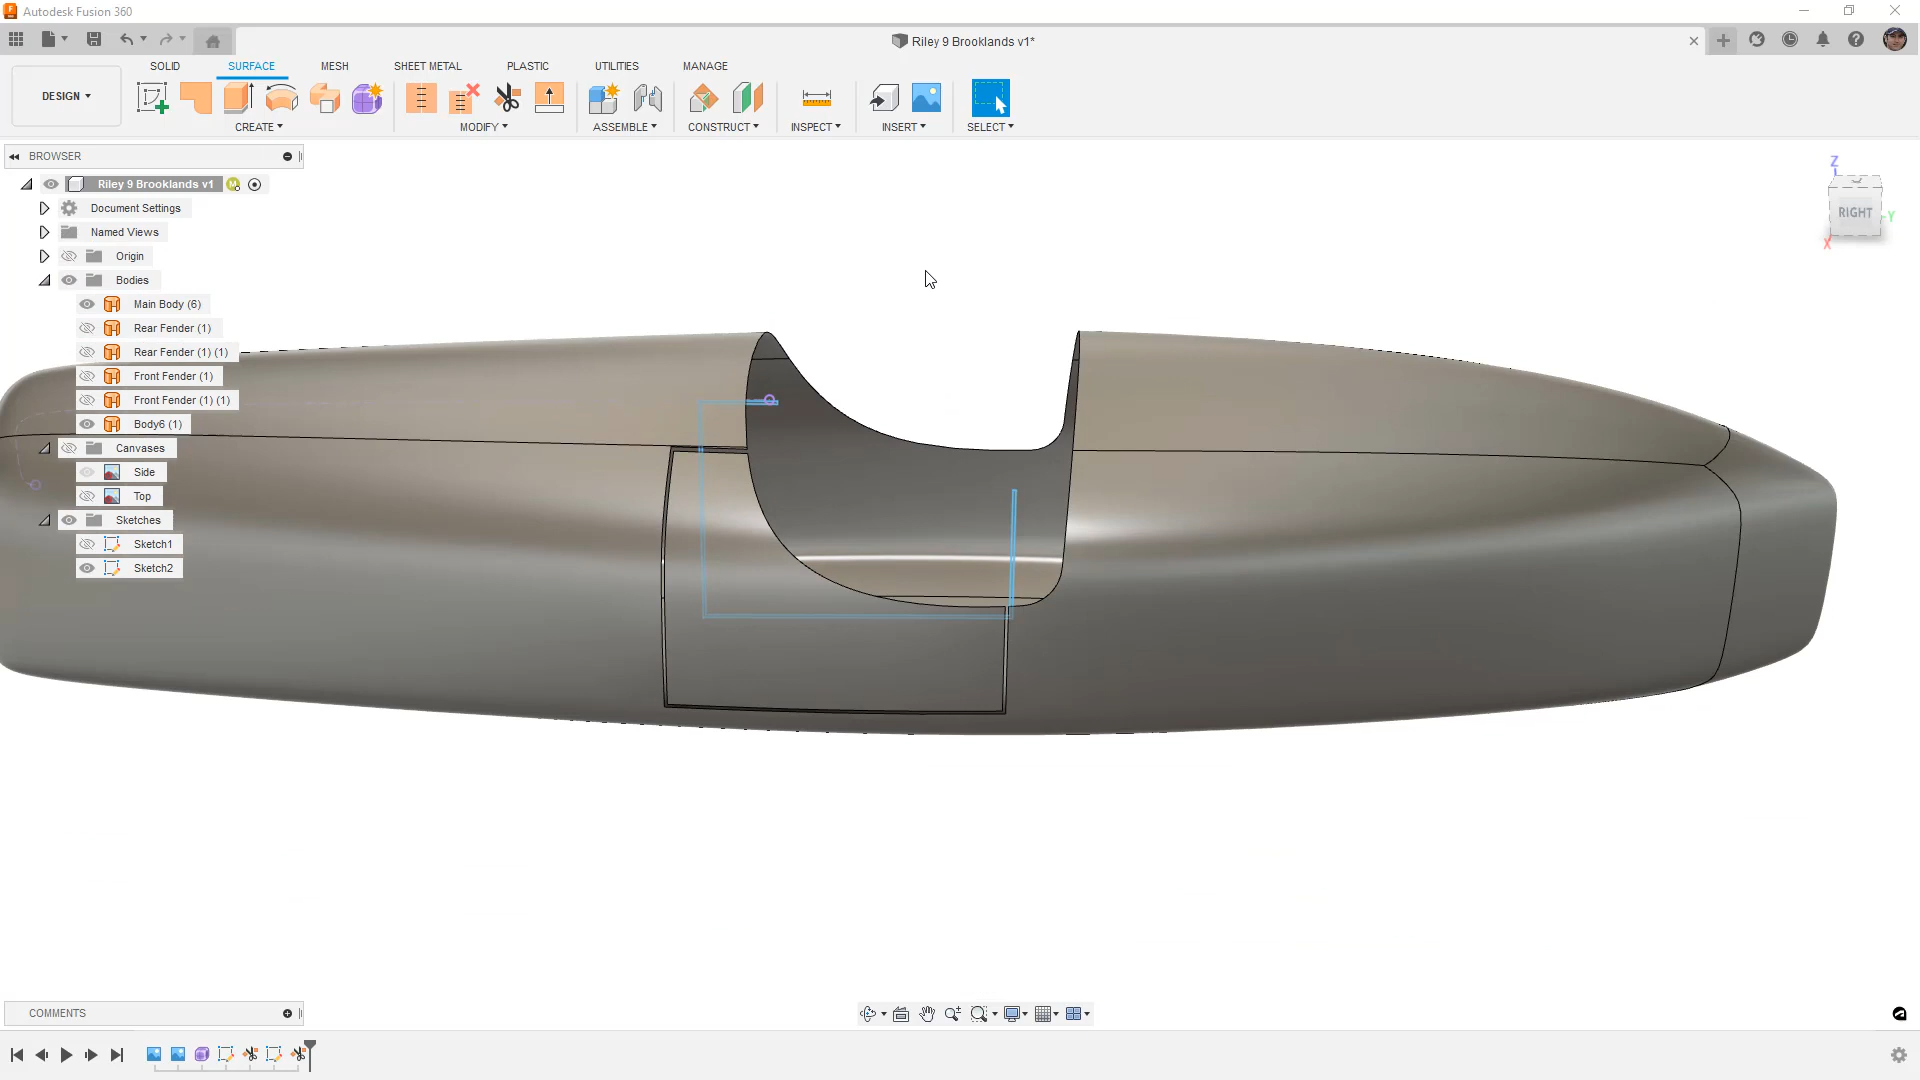 Autodesk Fusion 360
Riley 9 Brooklands v1*
SOLID SURFACE MESH SHEET METAL PLASTIC UTILITIES MANAGE
DESIGN
CREATE MODIFY ASSEMBLE CONSTRUCT INSPECT INSERT SELECT
BROWSER
Riley 9 Brooklands v1
Document Settings
Named Views
Origin
Bodies
Main Body (6)
Rear Fender (1)
Rear Fender (1) (1)
Front Fender (1)
Front Fender (1) (1)
Body6 (1)
Canvases
Side
Top
Sketches
Sketch1
Sketch2
Z
RIGHT
Y
X
COMMENTS